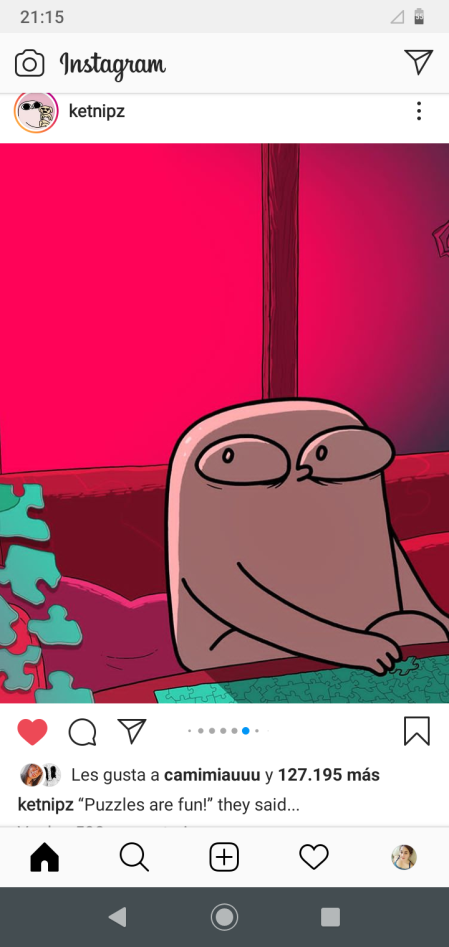 21:15
Instagram
ketnipz
Les gusta a camimiauuu y 127.195 más
ketnipz “Puzzles are fun!” they said...